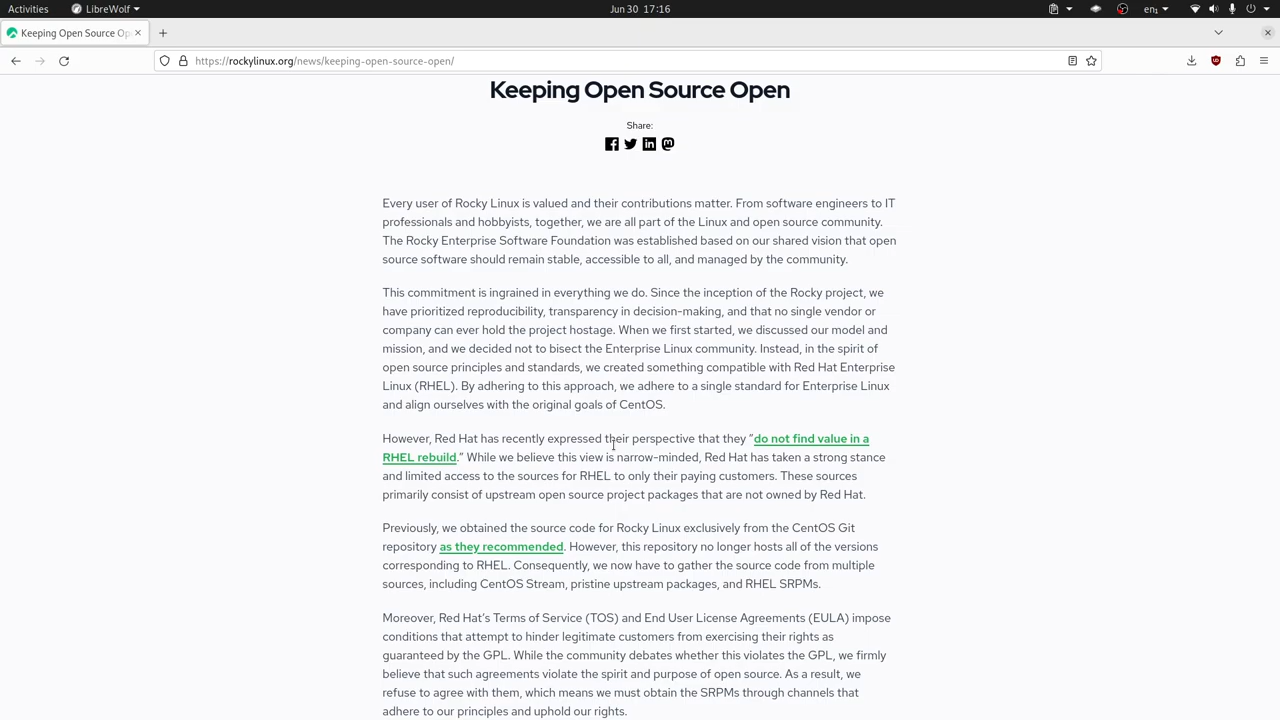 Activities
LibreWolf
Jun 30 17:16
en₁
Keeping Open Source Op
https://rockylinux.org/news/keeping-open-source-open/
Keeping Open Source Open
Share:
Every user of Rocky Linux is valued and their contributions matter. From software engineers to IT
professionals and hobbyists, together, we are all part of the Linux and open source community.
The Rocky Enterprise Software Foundation was established based on our shared vision that open
source software should remain stable, accessible to all, and managed by the community.
This commitment is ingrained in everything we do. Since the inception of the Rocky project, we
have prioritized reproducibility, transparency in decision-making, and that no single vendor or
company can ever hold the project hostage. When we first started, we discussed our model and
mission, and we decided not to bisect the Enterprise Linux community. Instead, in the spirit of
open source principles and standards, we created something compatible with Red Hat Enterprise
Linux (RHEL). By adhering to this approach, we adhere to a single standard for Enterprise Linux
and align ourselves with the original goals of CentOS.
However, Red Hat has recently expressed their perspective that they “do not find value in a
RHEL rebuild.” While we believe this view is narrow-minded, Red Hat has taken a strong stance
and limited access to the sources for RHEL to only their paying customers. These sources
primarily consist of upstream open source project packages that are not owned by Red Hat.
Previously, we obtained the source code for Rocky Linux exclusively from the CentOS Git
repository as they recommended. However, this repository no longer hosts all of the versions
corresponding to RHEL. Consequently, we now have to gather the source code from multiple
sources, including CentOS Stream, pristine upstream packages, and RHEL SRPMs.
Moreover, Red Hat’s Terms of Service (TOS) and End User License Agreements (EULA) impose
conditions that attempt to hinder legitimate customers from exercising their rights as
guaranteed by the GPL. While the community debates whether this violates the GPL, we firmly
believe that such agreements violate the spirit and purpose of open source. As a result, we
refuse to agree with them, which means we must obtain the SRPMs through channels that
adhere to our principles and uphold our rights.